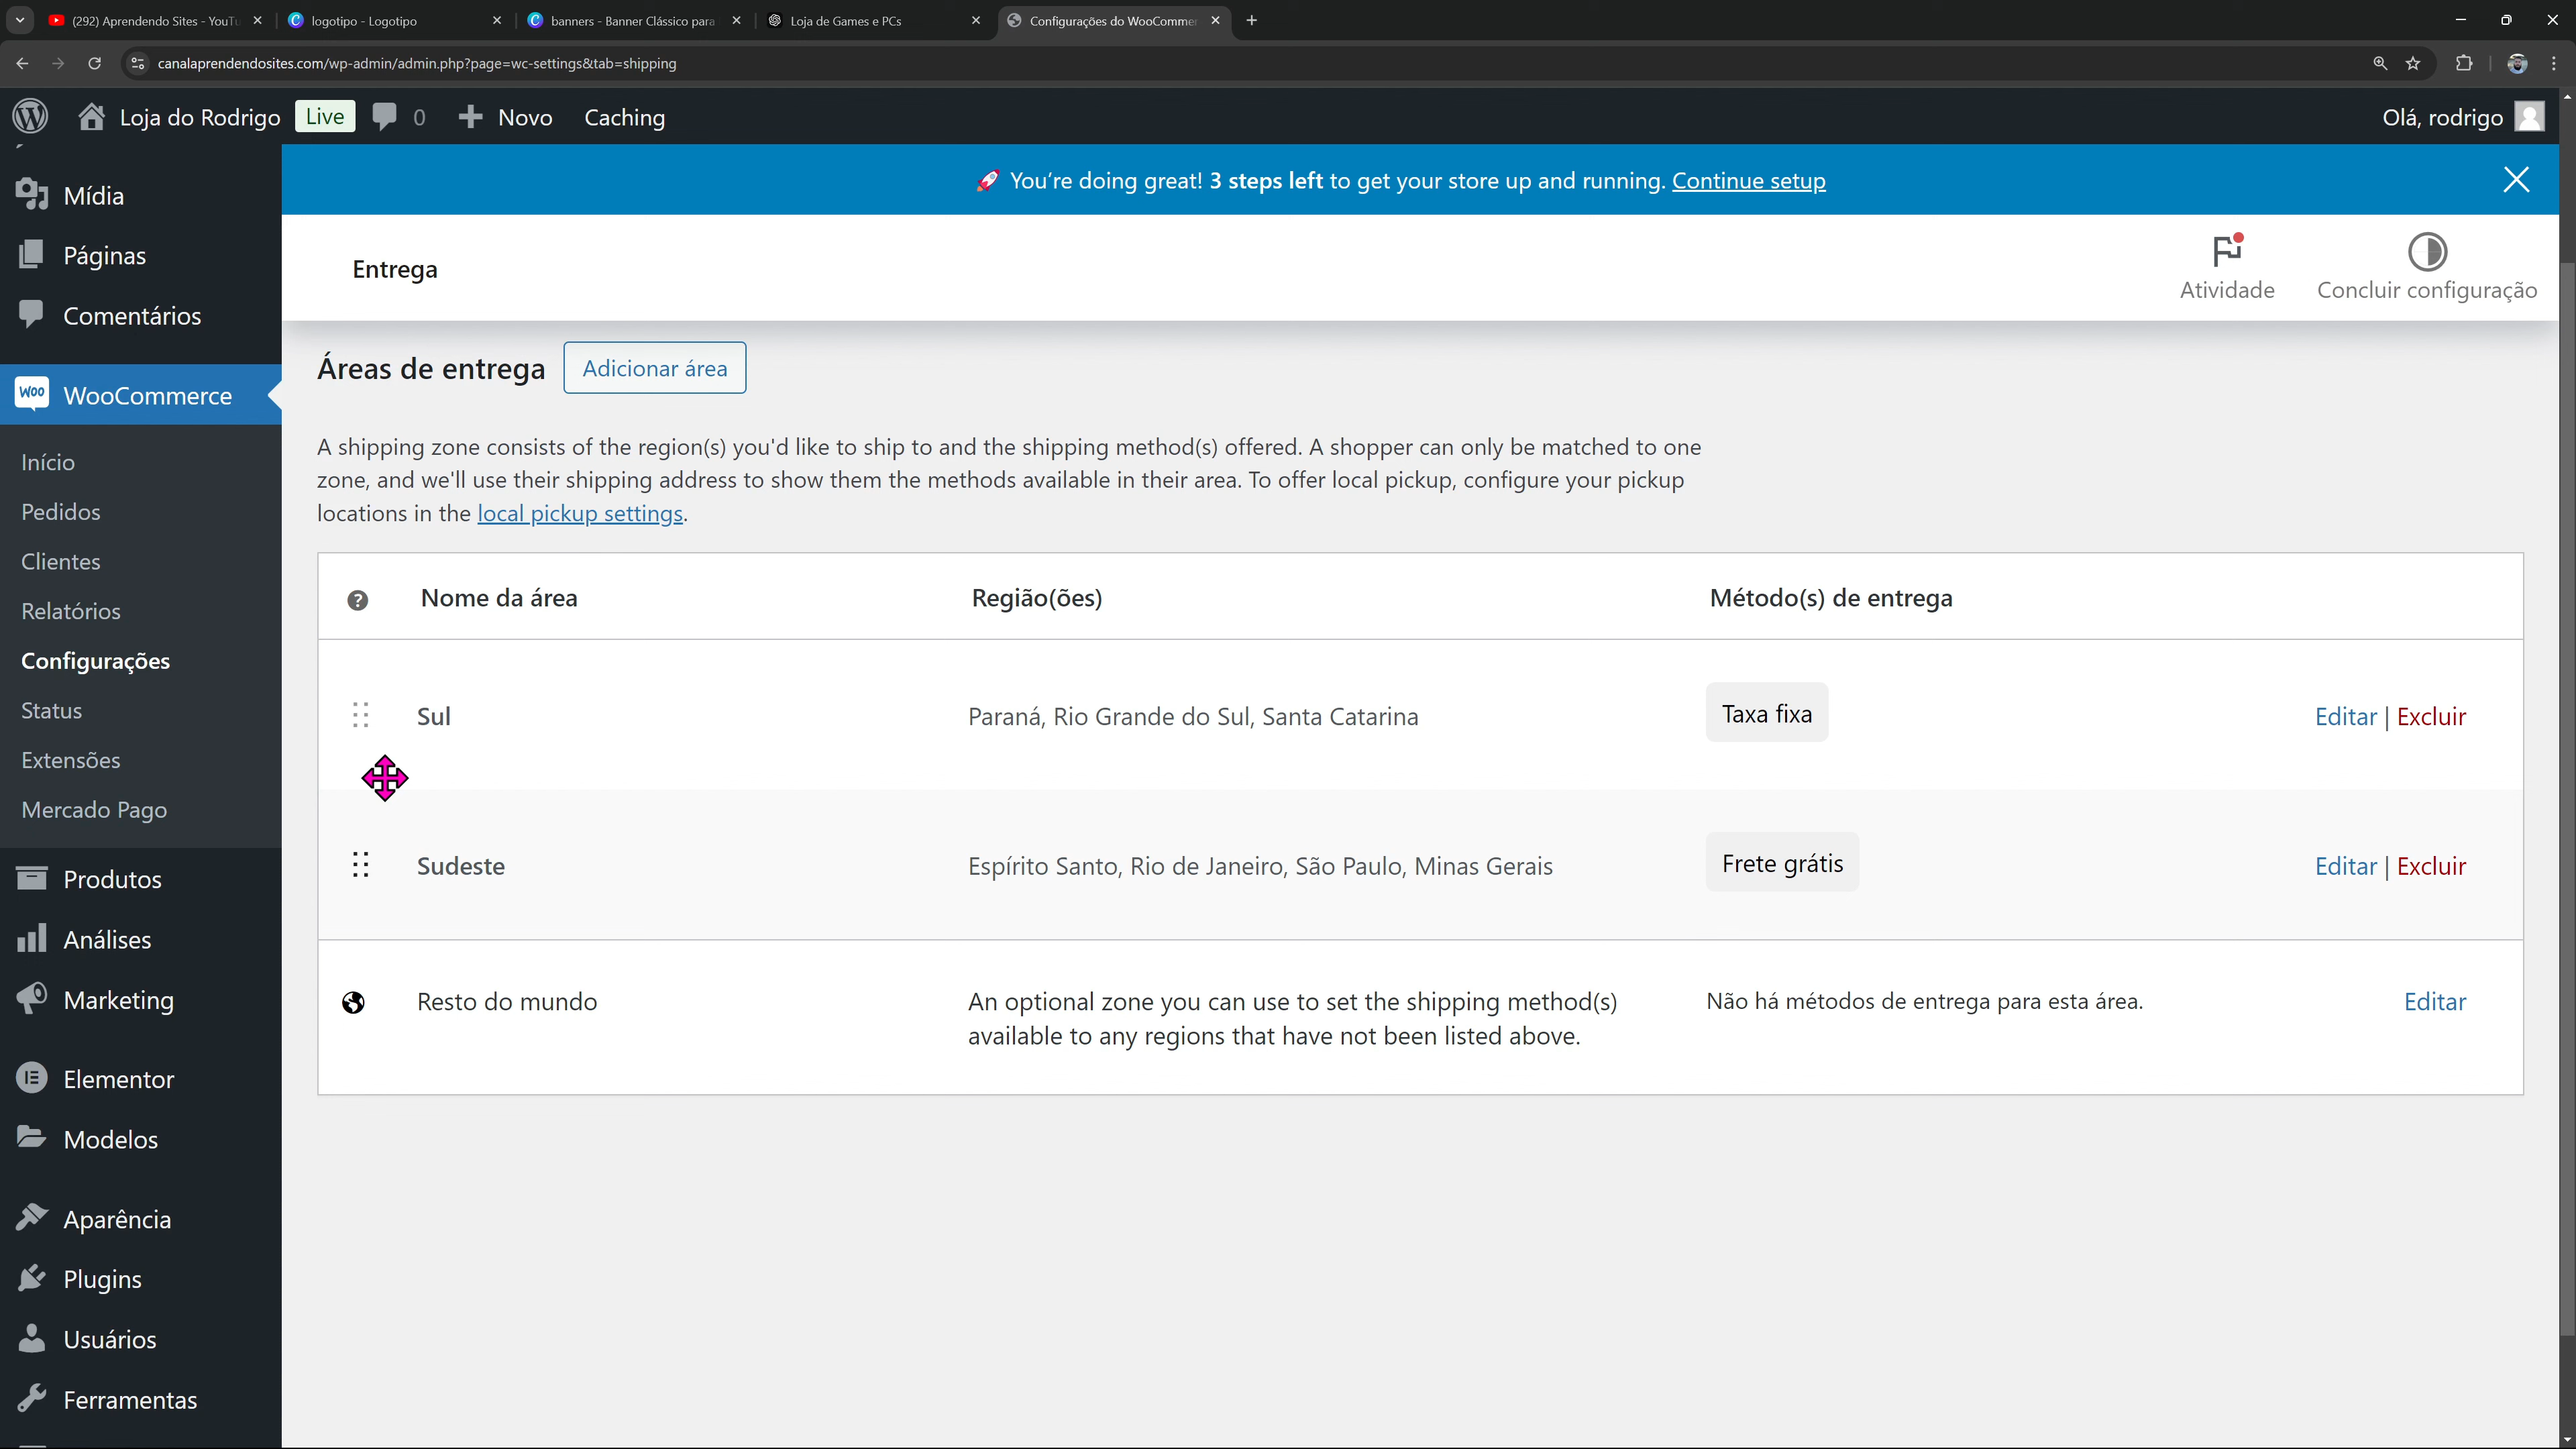 (292) Aprendendo Sites - YouTu
logotipo - Logotipo
banners - Banner Clássico para
Loja de Games e PCs
Configurações do WooCommer
canalaprendendosites.com/wp-admin/admin.php?page=wc-settings&tab=shipping
Loja do Rodrigo
Live
0
Novo
Caching
Olá, rodrigo
🚀 You're doing great! 3 steps left to get your store up and running. Continue setup
Mídia
Páginas
Comentários
Woo
WooCommerce
Início
Pedidos
Clientes
Relatórios
Configurações
Status
Extensões
Mercado Pago
Produtos
Análises
Marketing
Elementor
Modelos
Aparência
Plugins
Usuários
Ferramentas
Entrega
Atividade
Concluir configuração
Áreas de entrega
Adicionar área
A shipping zone consists of the region(s) you'd like to ship to and the shipping method(s) offered. A shopper can only be matched to one
zone, and we'll use their shipping address to show them the methods available in their area. To offer local pickup, configure your pickup
locations in the local pickup settings.
Nome da área
Região(ões)
Método(s) de entrega
Sul
Paraná, Rio Grande do Sul, Santa Catarina
Taxa fixa
Editar | Excluir
Sudeste
Espírito Santo, Rio de Janeiro, São Paulo, Minas Gerais
Frete grátis
Editar | Excluir
Resto do mundo
An optional zone you can use to set the shipping method(s)
available to any regions that have not been listed above.
Não há métodos de entrega para esta área.
Editar